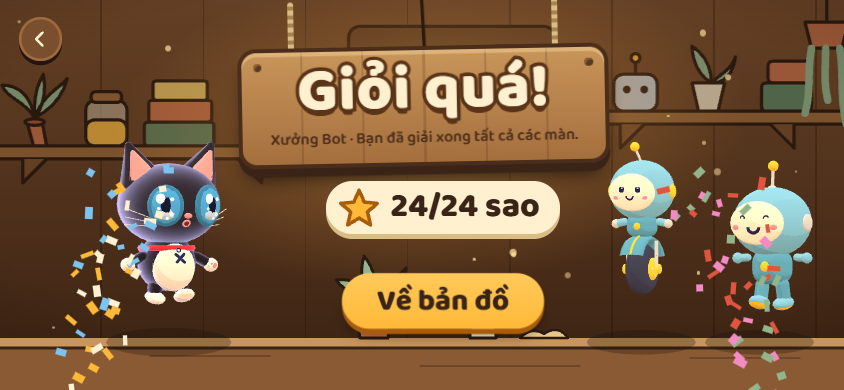 Giỏi quá!
Xưởng Bot · Bạn đã giải xong tất cả các màn.
24/24 sao
Về bản đồ